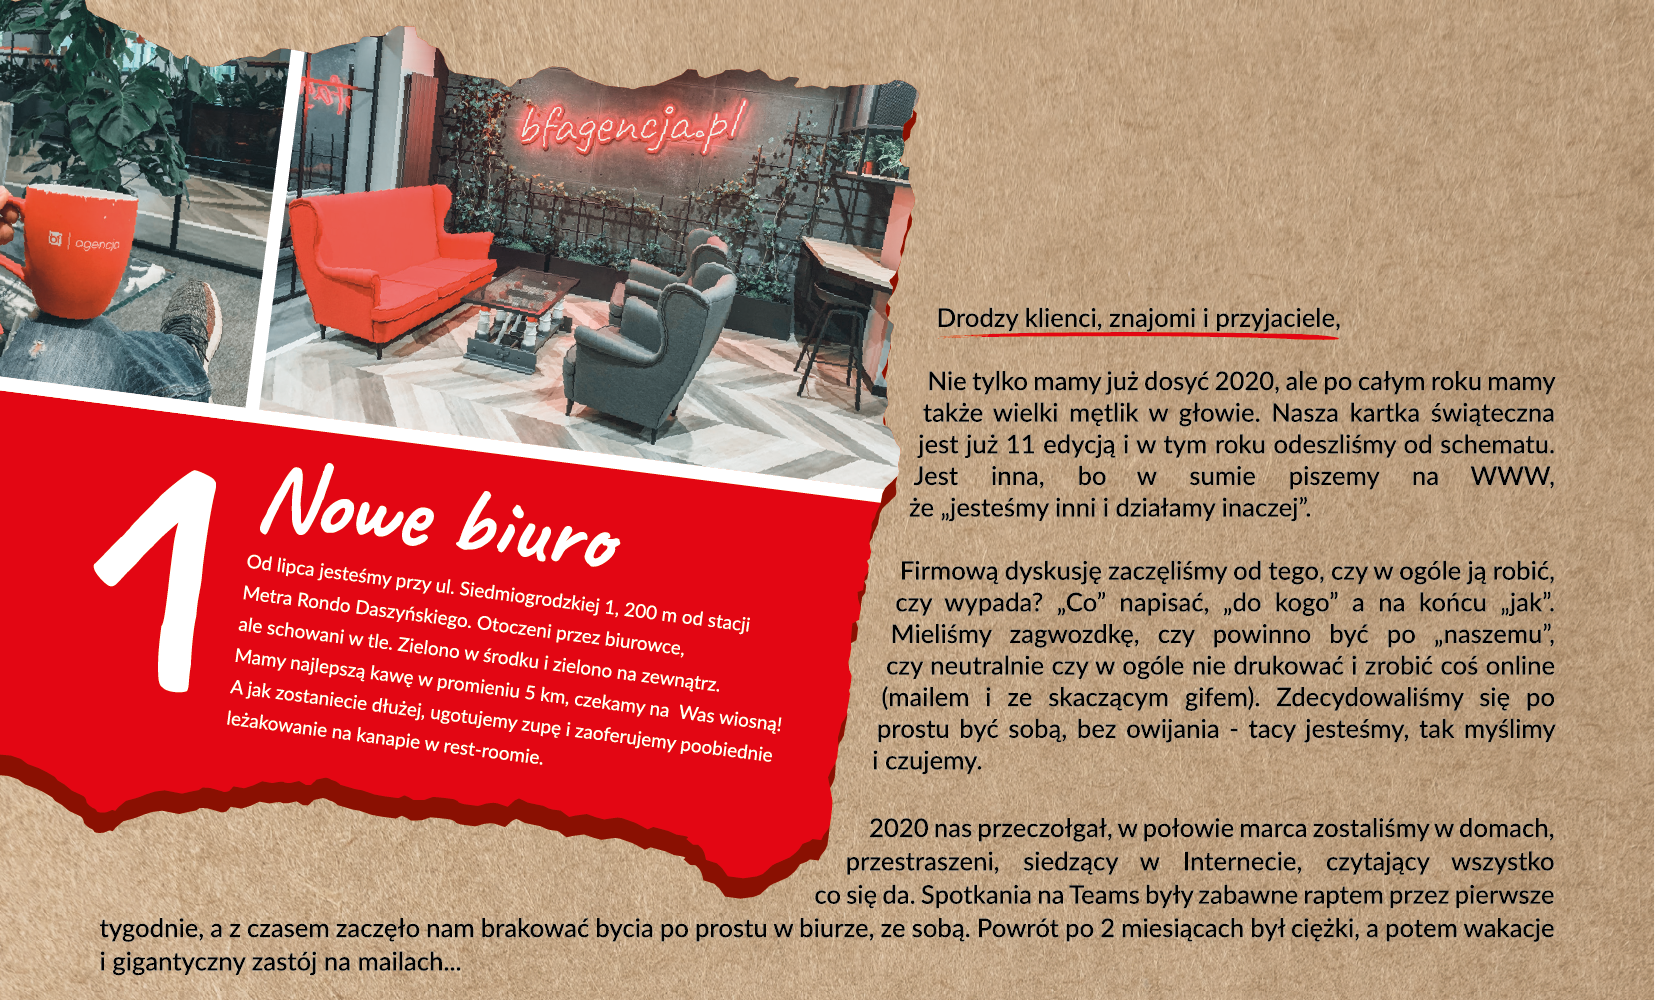 bfagencja.pl
bf | agencja
1
Nowe biuro
Od lipca jesteśmy przy ul. Siedmiogrodzkiej 1, 200 m od stacji
Metra Rondo Daszyńskiego. Otoczeni przez biurowce,
ale schowani w tle. Zielono w środku i zielono na zewnątrz.
Mamy najlepszą kawę w promieniu 5 km, czekamy na Was wiosną!
A jak zostaniecie dłużej, ugotujemy zupę i zaoferujemy poobiednie
leżakowanie na kanapie w rest-roomie.
Drodzy klienci, znajomi i przyjaciele,
Nie tylko mamy już dosyć 2020, ale po całym roku mamy
także wielki mętlik w głowie. Nasza kartka świąteczna
jest już 11 edycją i w tym roku odeszliśmy od schematu.
Jest inna, bo w sumie piszemy na WWW,
że „jesteśmy inni i działamy inaczej”.
Firmową dyskusję zaczęliśmy od tego, czy w ogóle ją robić,
czy wypada? „Co” napisać, „do kogo” a na końcu „jak”.
Mieliśmy zagwozdkę, czy powinno być po „naszemu”,
czy neutralnie czy w ogóle nie drukować i zrobić coś online
(mailem i ze skaczącym gifem). Zdecydowaliśmy się po
prostu być sobą, bez owijania - tacy jesteśmy, tak myślimy
i czujemy.
2020 nas przeczołgał, w połowie marca zostaliśmy w domach,
przestraszeni, siedzący w Internecie, czytający wszystko
co się da. Spotkania na Teams były zabawne raptem przez pierwsze
tygodnie, a z czasem zaczęło nam brakować bycia po prostu w biurze, ze sobą. Powrót po 2 miesiącach był ciężki, a potem wakacje
i gigantyczny zastój na mailach...